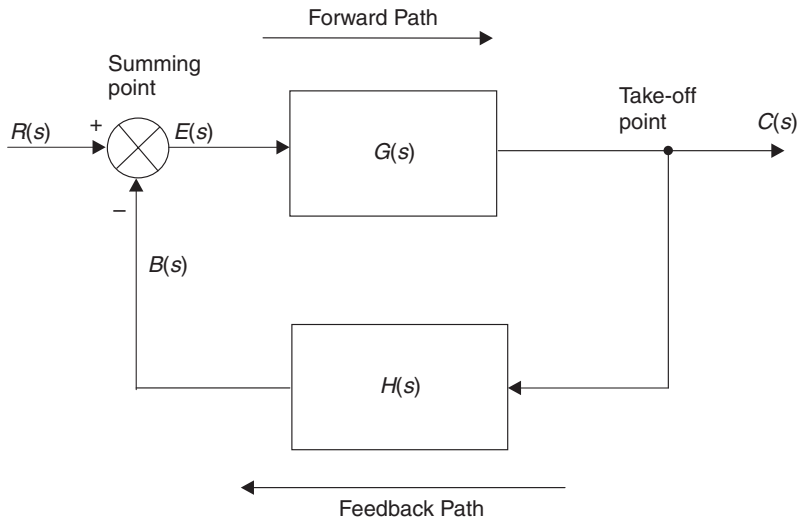 Forward Path
Summing
point
Take-off
point
R(s)
+
E(s)
G(s)
C(s)
−
B(s)
H(s)
Feedback Path